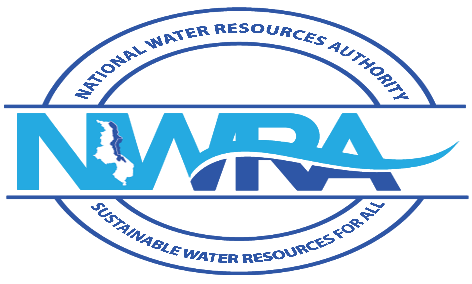 NATIONAL WATER RESOURCES AUTHORITY
NWRA
SUSTAINABLE WATER RESOURCES FOR ALL